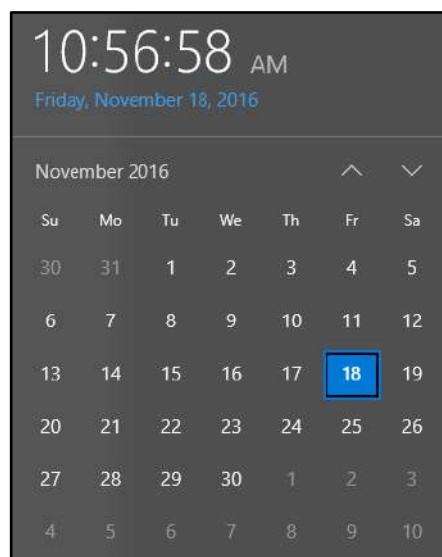 10:56:58 AM
Friday, November 18, 2016
November 2016
Su Mo Tu We Th Fr Sa
30 31 1 2 3 4 5
6 7 8 9 10 11 12
13 14 15 16 17 18 19
20 21 22 23 24 25 26
27 28 29 30 1 2 3
4 5 6 7 8 9 10